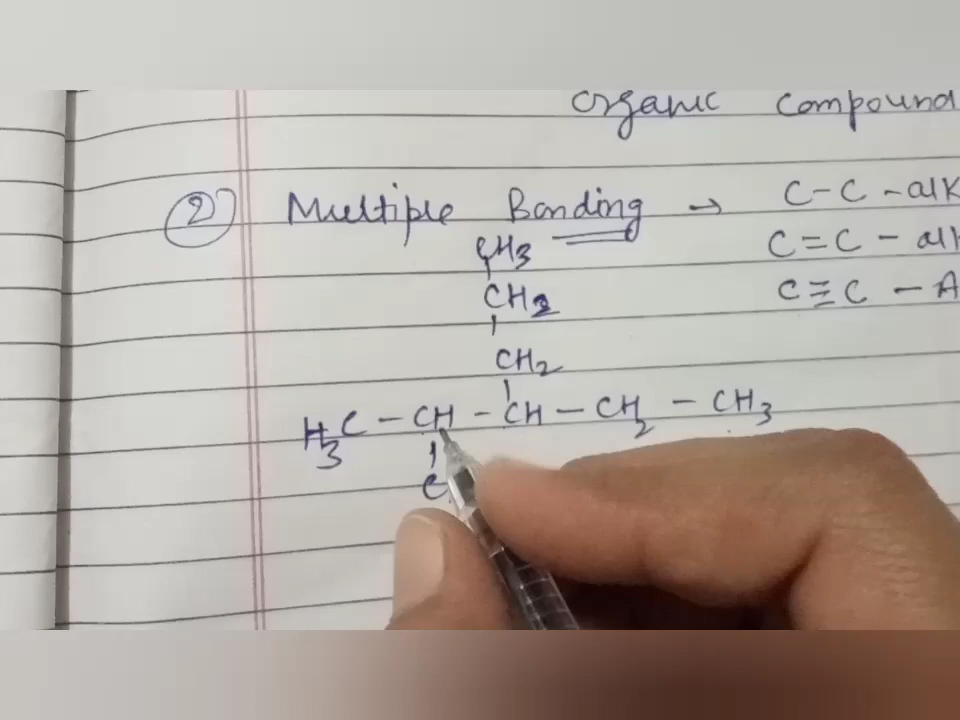 Organic Compound
② Multiple Bonding → C-C - alk
C=C - alk
C≡C - A
CH3
CH2
CH2
H3C - CH - CH - CH2 - CH3
C